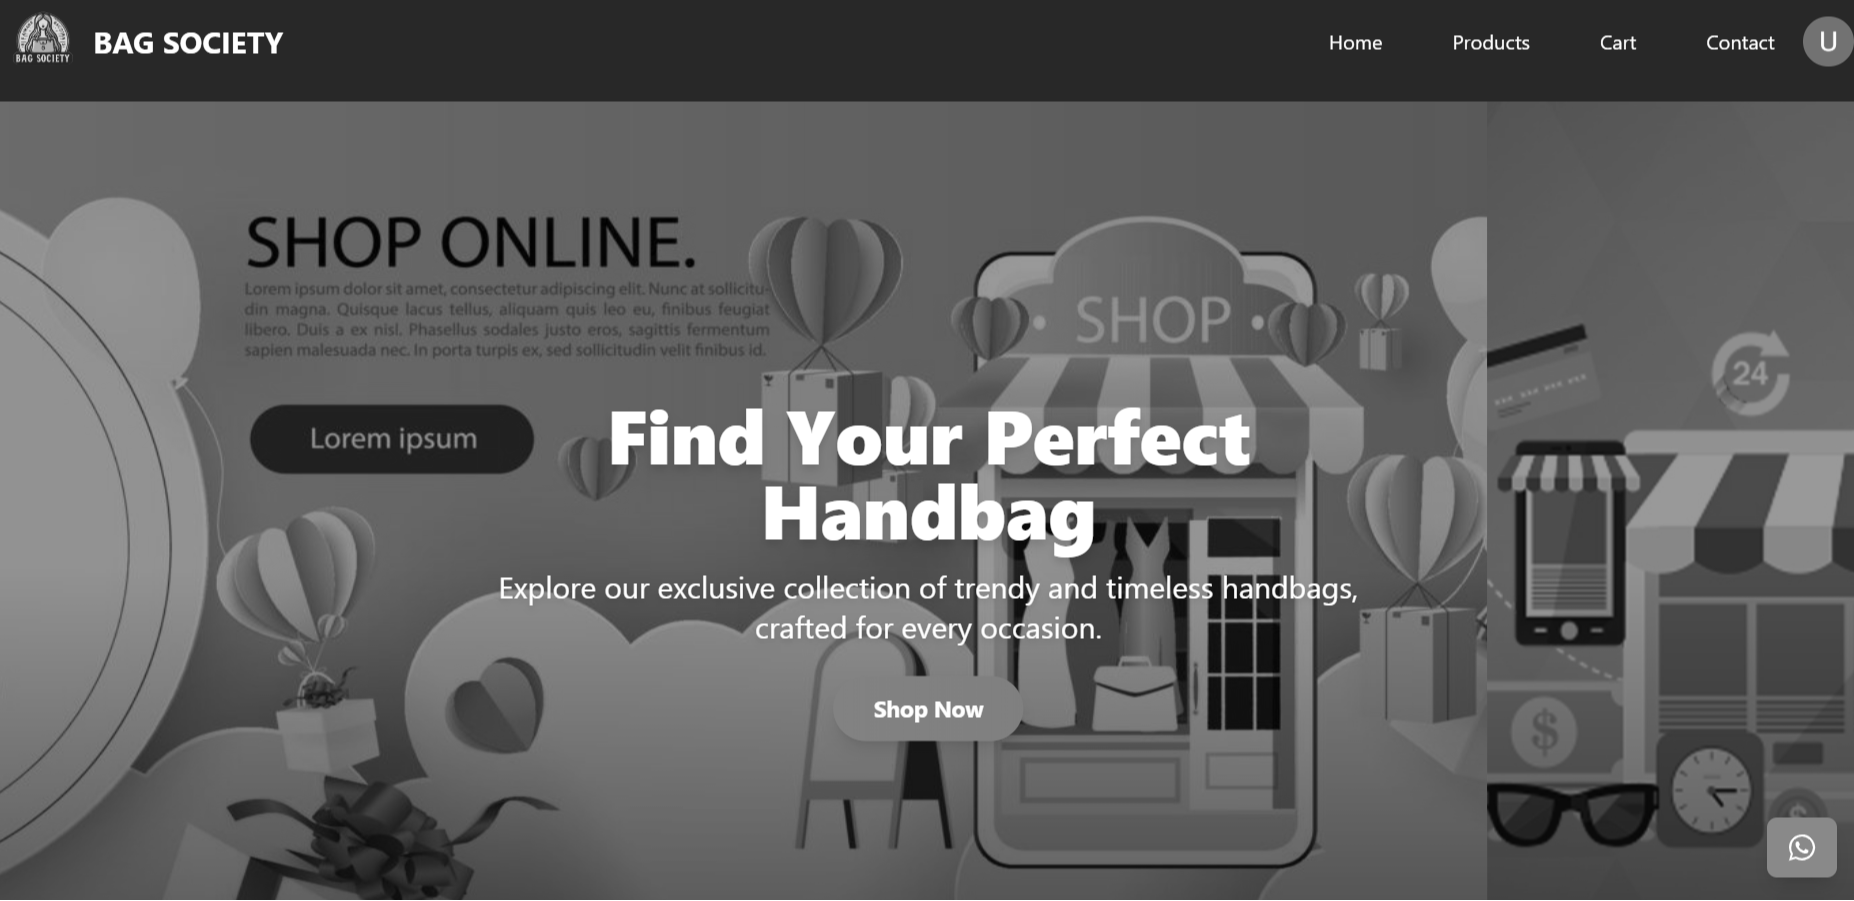 BAG SOCIETY
BAG SOCIETY
Home
Products
Cart
Contact
U
SHOP ONLINE.
Lorem ipsum dolor sit amet, consectetur adipiscing elit. Nunc at sollicitu-
din magna. Quisque lacus tellus, aliquam quis leo eu, finibus feugiat
libero. Duis a ex nisl. Phasellus sodales justo eros, sagittis fermentum
sapien malesuada nec. In porta turpis ex, sed sollicitudin velit finibus id.
Lorem ipsum
SHOP
24
Find Your Perfect
Handbag
Explore our exclusive collection of trendy and timeless handbags,
crafted for every occasion.
Shop Now
$
$